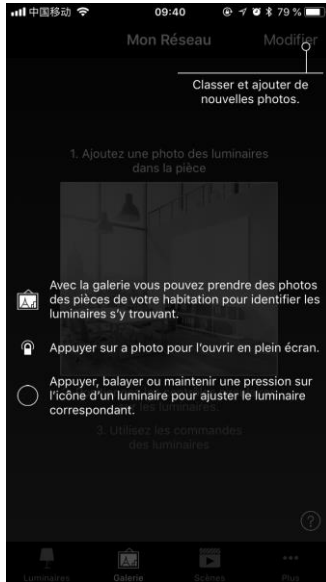 中国移动 09:40 79 %
Mon Réseau Modifier
Classer et ajouter de
nouvelles photos.
1. Ajoutez une photo des luminaires
dans la pièce
Avec la galerie vous pouvez prendre des photos
des pièces de votre habitation pour identifier les
luminaires s'y trouvant.
Appuyer sur a photo pour l'ouvrir en plein écran.
Appuyer, balayer ou maintenir une pression sur
l'icône d'un luminaire pour ajuster le luminaire
les luminaires.
correspondant.
3. Utilisez les commandes
des luminaires
?
Luminaires Galerie Scènes Plus